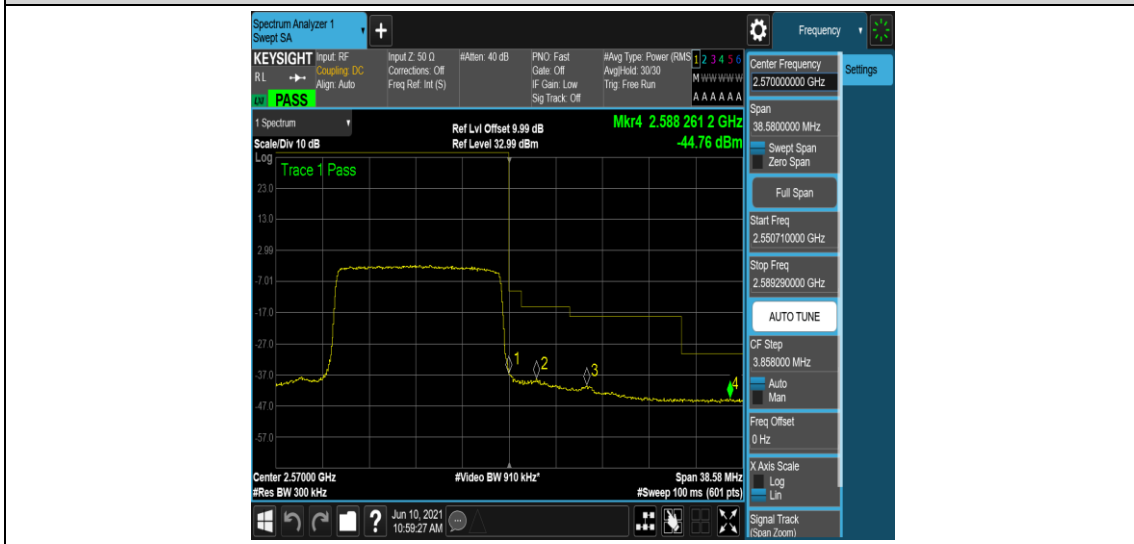 Spectrum Analyzer 1
Swept SA
+
Frequency
KEYSIGHT
RL
PASS
Input: RF
Coupling: DC
Align: Auto
Input Z: 50 Ω
Corrections: Off
Freq Ref: Int (S)
#Atten: 40 dB
PNO: Fast
Gate: Off
IF Gain: Low
Sig Track: Off
#Avg Type: Power (RMS
Avg|Hold: 30/30
Trig: Free Run
1 2 3 4 5 6
M W W W W W
A A A A A A
1 Spectrum
Scale/Div 10 dB
Ref Lvl Offset 9.99 dB
Ref Level 32.99 dBm
Mkr4 2.588 261 2 GHz
-44.76 dBm
Log
Trace 1 Pass
23.0
13.0
2.99
-7.01
-17.0
-27.0
-37.0
-47.0
-57.0
1
2
3
4
Center 2.57000 GHz
#Res BW 300 kHz
#Video BW 910 kHz*
Span 38.58 MHz
#Sweep 100 ms (601 pts)
Center Frequency
2.570000000 GHz
Settings
Span
38.5800000 MHz
Swept Span
Zero Span
Full Span
Start Freq
2.550710000 GHz
Stop Freq
2.589290000 GHz
AUTO TUNE
CF Step
3.858000 MHz
Auto
Man
Freq Offset
0 Hz
X Axis Scale
Log
Lin
Signal Track
(Span Zoom)
?
Jun 10, 2021
10:59:27 AM